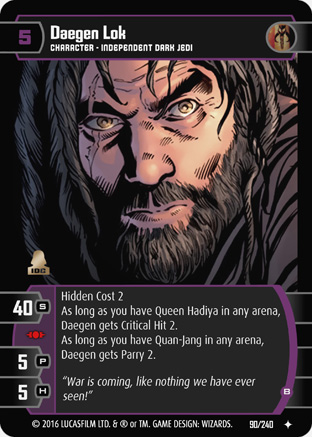 5
Daegen Lok
CHARACTER - INDEPENDENT DARK JEDI
IDC
Hidden Cost 2
As long as you have Queen Hadiya in any arena,
Daegen gets Critical Hit 2.
As long as you have Quan-Jang in any arena,
Daegen gets Parry 2.
"War is coming, like nothing we have ever
seen!"
40 S
5 P
5 H
B
© 2016 LUCASFILM LTD. & ® or TM. GAME DESIGN: WIZARDS.
90/240